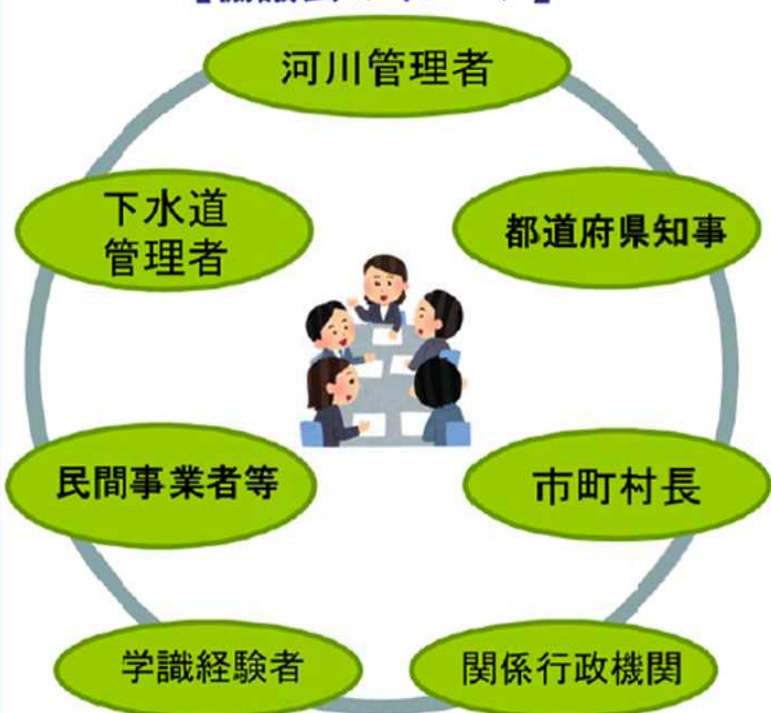 河川管理者
下水道
管理者
都道府県知事
民間事業者等
市町村長
学識経験者
関係行政機関